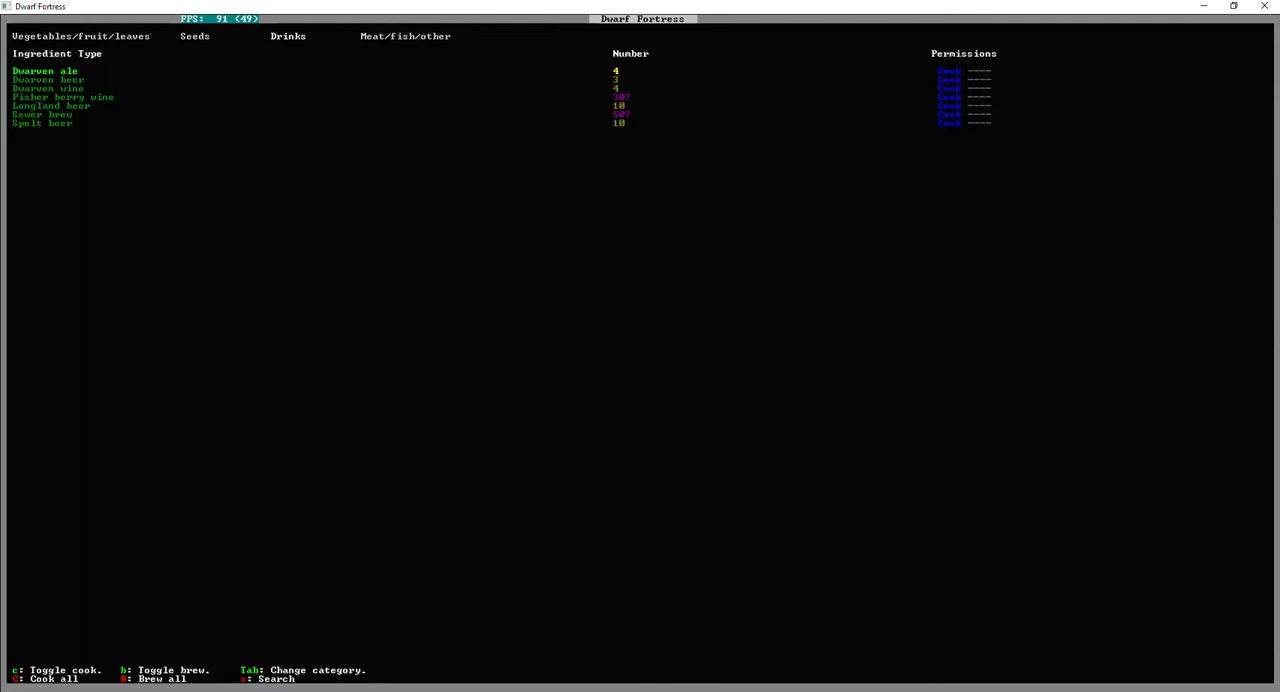 Dwarf Fortress
FPS: 91 (49) Dwarf Fortress
Vegetables/fruit/leaves Seeds Drinks Meat/fish/other
Ingredient Type Number Permissions
Dwarven ale 4 Cook ----
Dwarven beer 3 Cook ----
Dwarven wine 4 Cook ----
Fisher berry wine 30? Cook ----
Longland beer 10 Cook ----
Sewer brew 50? Cook ----
Spelt beer 10 Cook ----
c: Toggle cook. b: Toggle brew. Tab: Change category.
C: Cook all B: Brew all s: Search